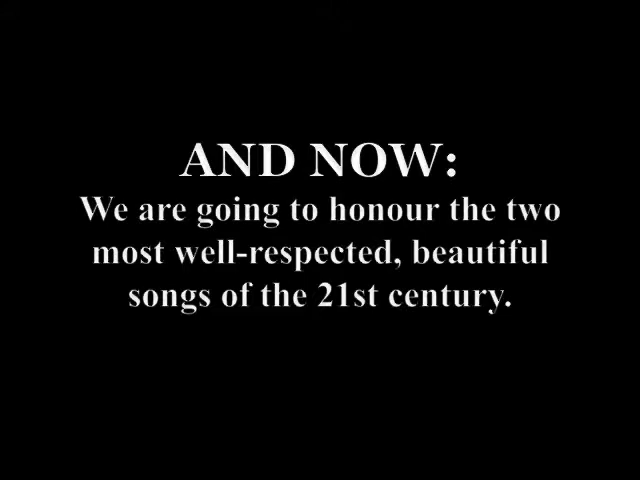 AND NOW:
We are going to honour the two
most well-respected, beautiful
songs of the 21st century.